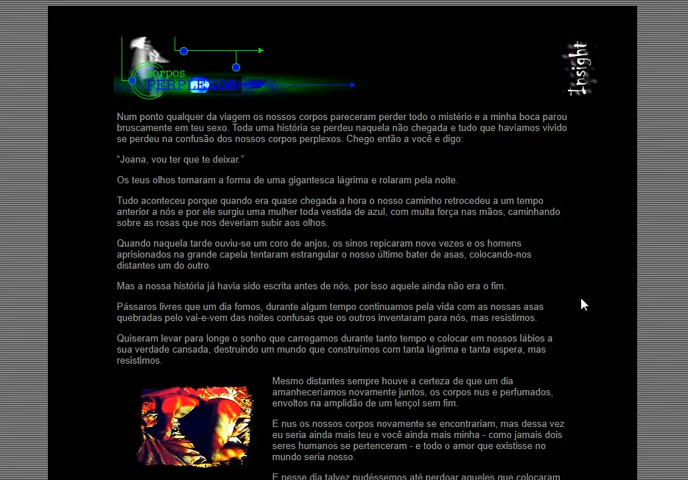 corpos
PERPLEXOS
Insight
Num ponto qualquer da viagem os nossos corpos pareceram perder todo o mistério e a minha boca parou
bruscamente em teu sexo. Toda uma história se perdeu naquela não chegada e tudo que havíamos vivido
se perdeu na confusão dos nossos corpos perplexos. Chego então a você e digo:
"Joana, vou ter que te deixar."
Os teus olhos tomaram a forma de uma gigantesca lágrima e rolaram pela noite.
Tudo aconteceu porque quando era quase chegada a hora o nosso caminho retrocedeu a um tempo
anterior a nós e por ele surgiu uma mulher toda vestida de azul, com muita força nas mãos, caminhando
sobre as rosas que nos deveriam subir aos olhos.
Quando naquela tarde ouviu-se um coro de anjos, os sinos repicaram nove vezes e os homens
aprisionados na grande capela tentaram estrangular o nosso último bater de asas, colocando-nos
distantes um do outro.
Mas a nossa história já havia sido escrita antes de nós, por isso aquele ainda não era o fim.
Pássaros livres que um dia fomos, durante algum tempo continuamos pela vida com as nossas asas
quebradas pelo vai-e-vem das noites confusas que os outros inventaram para nós, mas resistimos.
Quiseram levar para longe o sonho que carregamos durante tanto tempo e colocar em nossos lábios a
sua verdade cansada, destruindo um mundo que construímos com tanta lágrima e tanta espera, mas
resistimos.
Mesmo distantes sempre houve a certeza de que um dia
amanheceríamos novamente juntos, os corpos nus e perfumados,
envoltos na amplidão de um lençol sem fim.
E nus os nossos corpos novamente se encontrariam, mas dessa vez
eu seria ainda mais teu e você ainda mais minha - como jamais dois
seres humanos se pertenceram - e todo o amor que existisse no
mundo seria nosso.
E nesse dia talvez pudéssemos até perdoar aqueles que colocaram